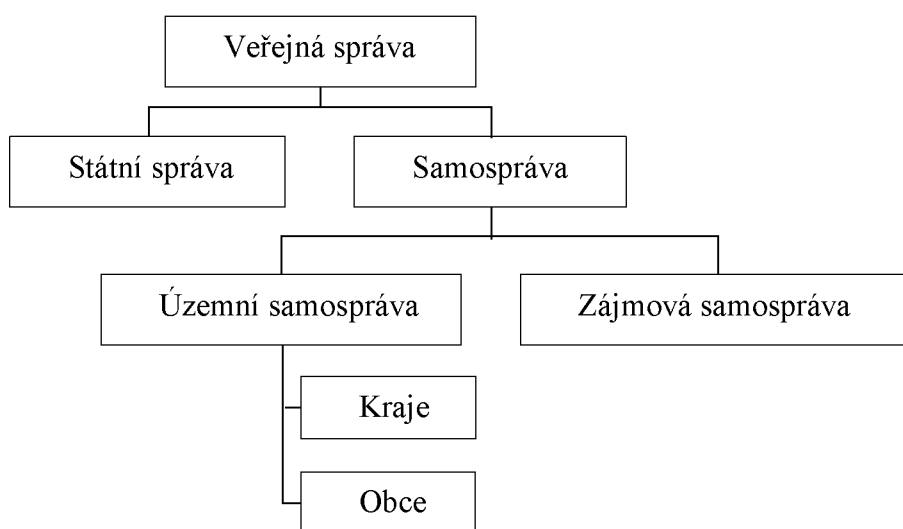 Veřejná správa
Státní správa
Samospráva
Územní samospráva
Zájmová samospráva
Kraje
Obce